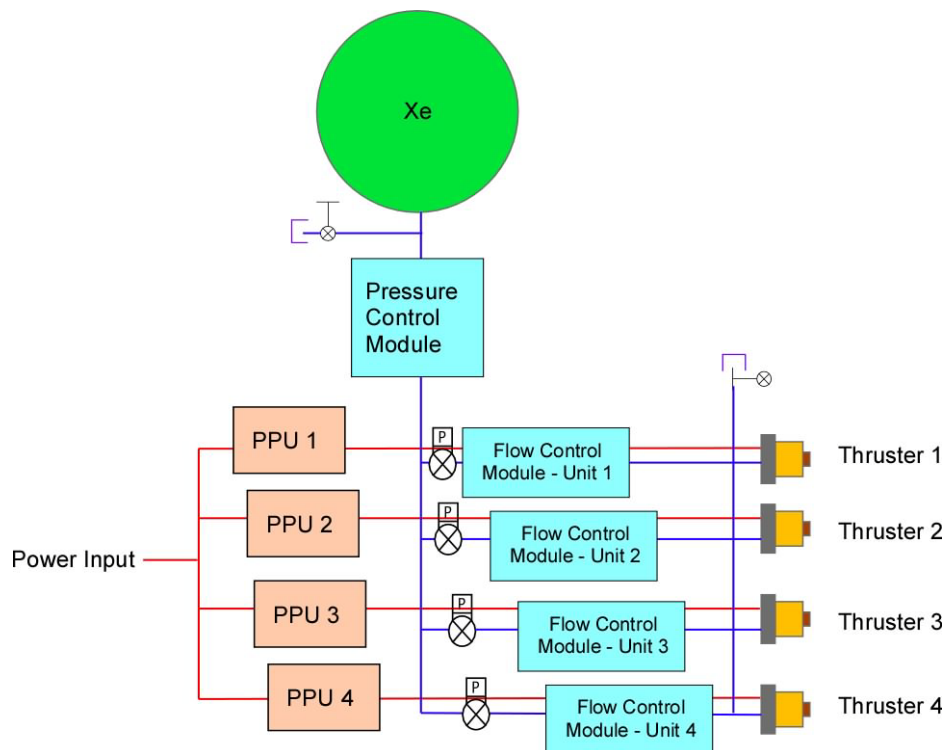 Xe
Pressure
Control
Module
PPU 1
P
Flow Control
Module - Unit 1
Thruster 1
PPU 2
P
Flow Control
Module - Unit 2
Thruster 2
Power Input
PPU 3
P
Flow Control
Module - Unit 3
Thruster 3
PPU 4
P
Flow Control
Module - Unit 4
Thruster 4